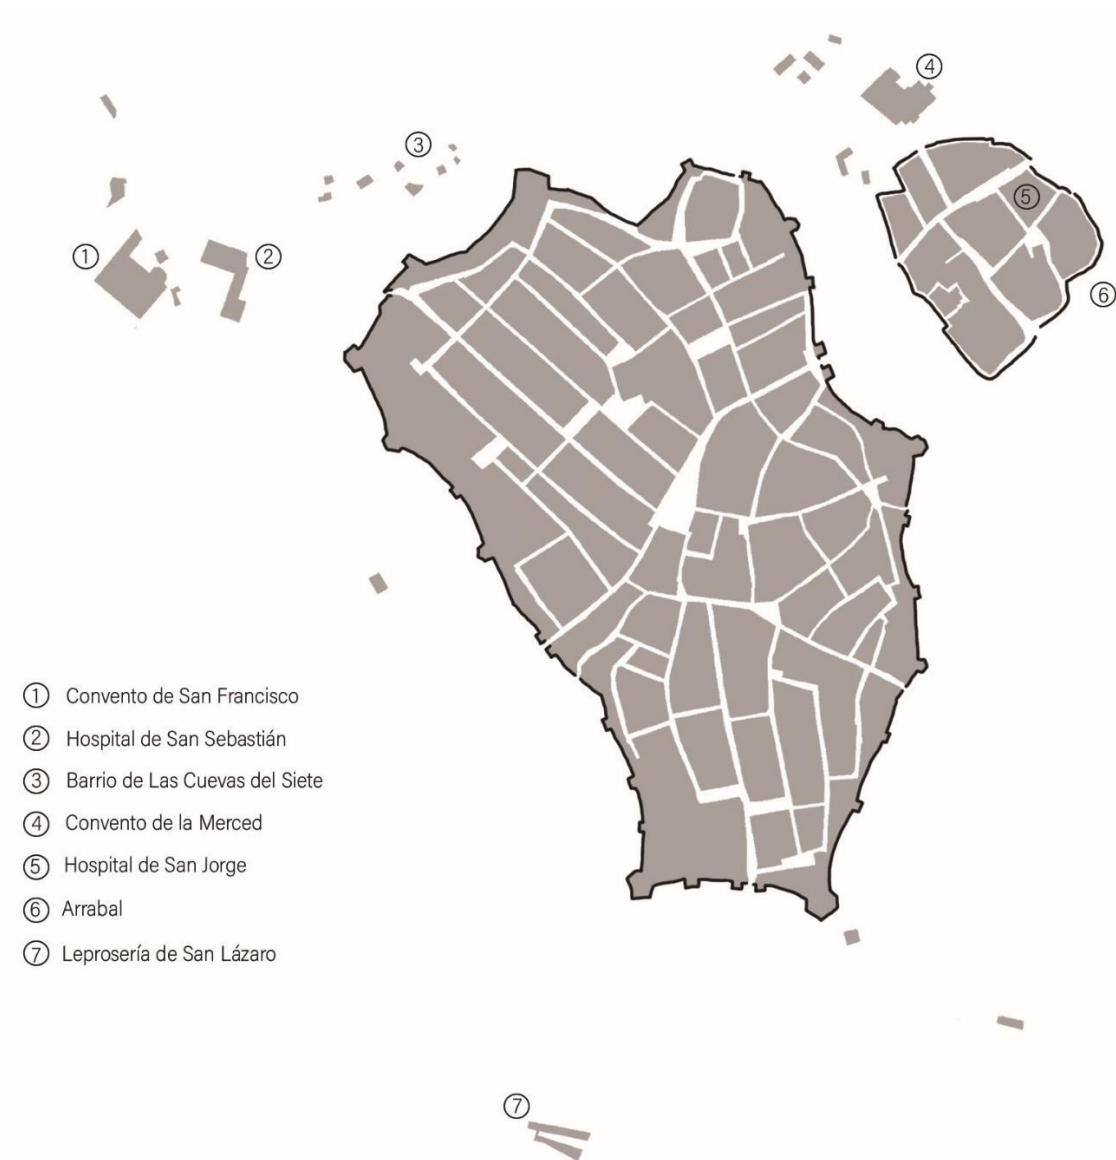 ④
③
⑤
①
②
⑥
① Convento de San Francisco
② Hospital de San Sebastián
③ Barrio de Las Cuevas del Siete
④ Convento de la Merced
⑤ Hospital de San Jorge
⑥ Arrabal
⑦ Leprosería de San Lázaro
⑦